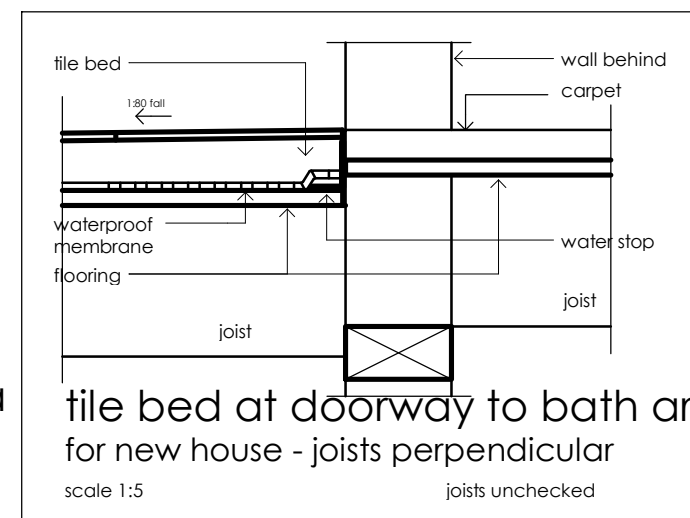 tile bed
wall behind
carpet
1:80 fall
waterproof
membrane
water stop
flooring
joist
joist
tile bed at doorway to bath ar
for new house - joists perpendicular
scale 1:5
joists unchecked